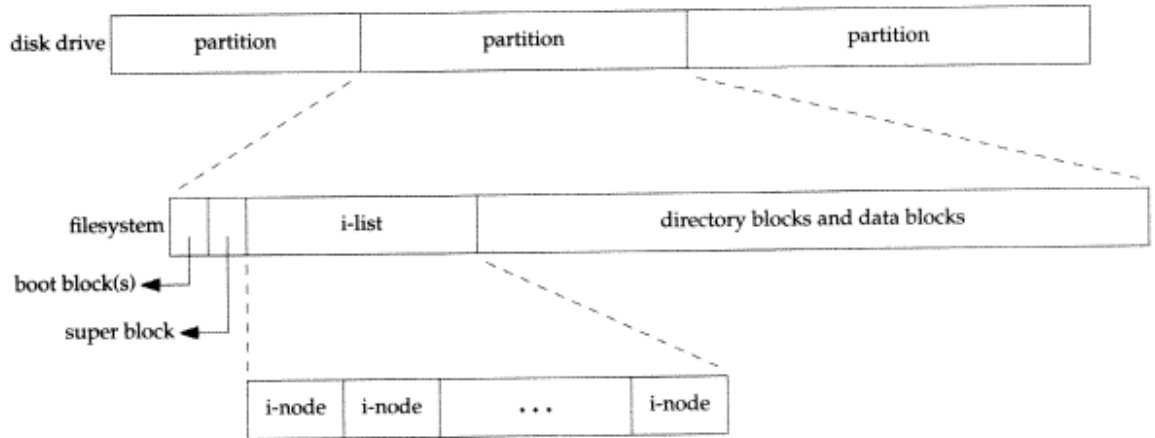 disk drive partition partition partition
filesystem i-list directory blocks and data blocks
boot block(s)
super block
i-node i-node • • • i-node